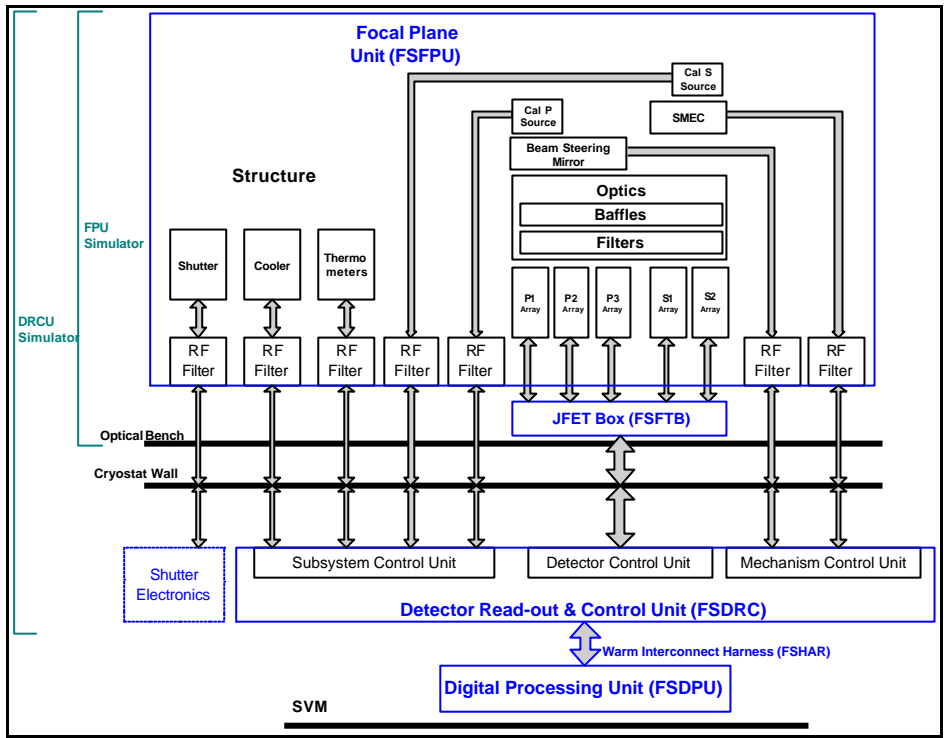 Focal Plane
Unit (FSFPU)
Cal S
Source
Cal P
Source
SMEC
Beam Steering
Mirror
Structure
Optics
Baffles
Filters
FPU
Simulator
Shutter
Cooler
Thermo
meters
P1
Array
P2
Array
P3
Array
S1
Array
S2
Array
DRCU
Simulator
RF
Filter
RF
Filter
RF
Filter
RF
Filter
RF
Filter
RF
Filter
RF
Filter
JFET Box (FSFTB)
Optical Bench
Cryostat Wall
Shutter
Electronics
Subsystem Control Unit
Detector Control Unit
Mechanism Control Unit
Detector Read-out & Control Unit (FSDRC)
Warm Interconnect Harness (FSHAR)
Digital Processing Unit (FSDPU)
SVM